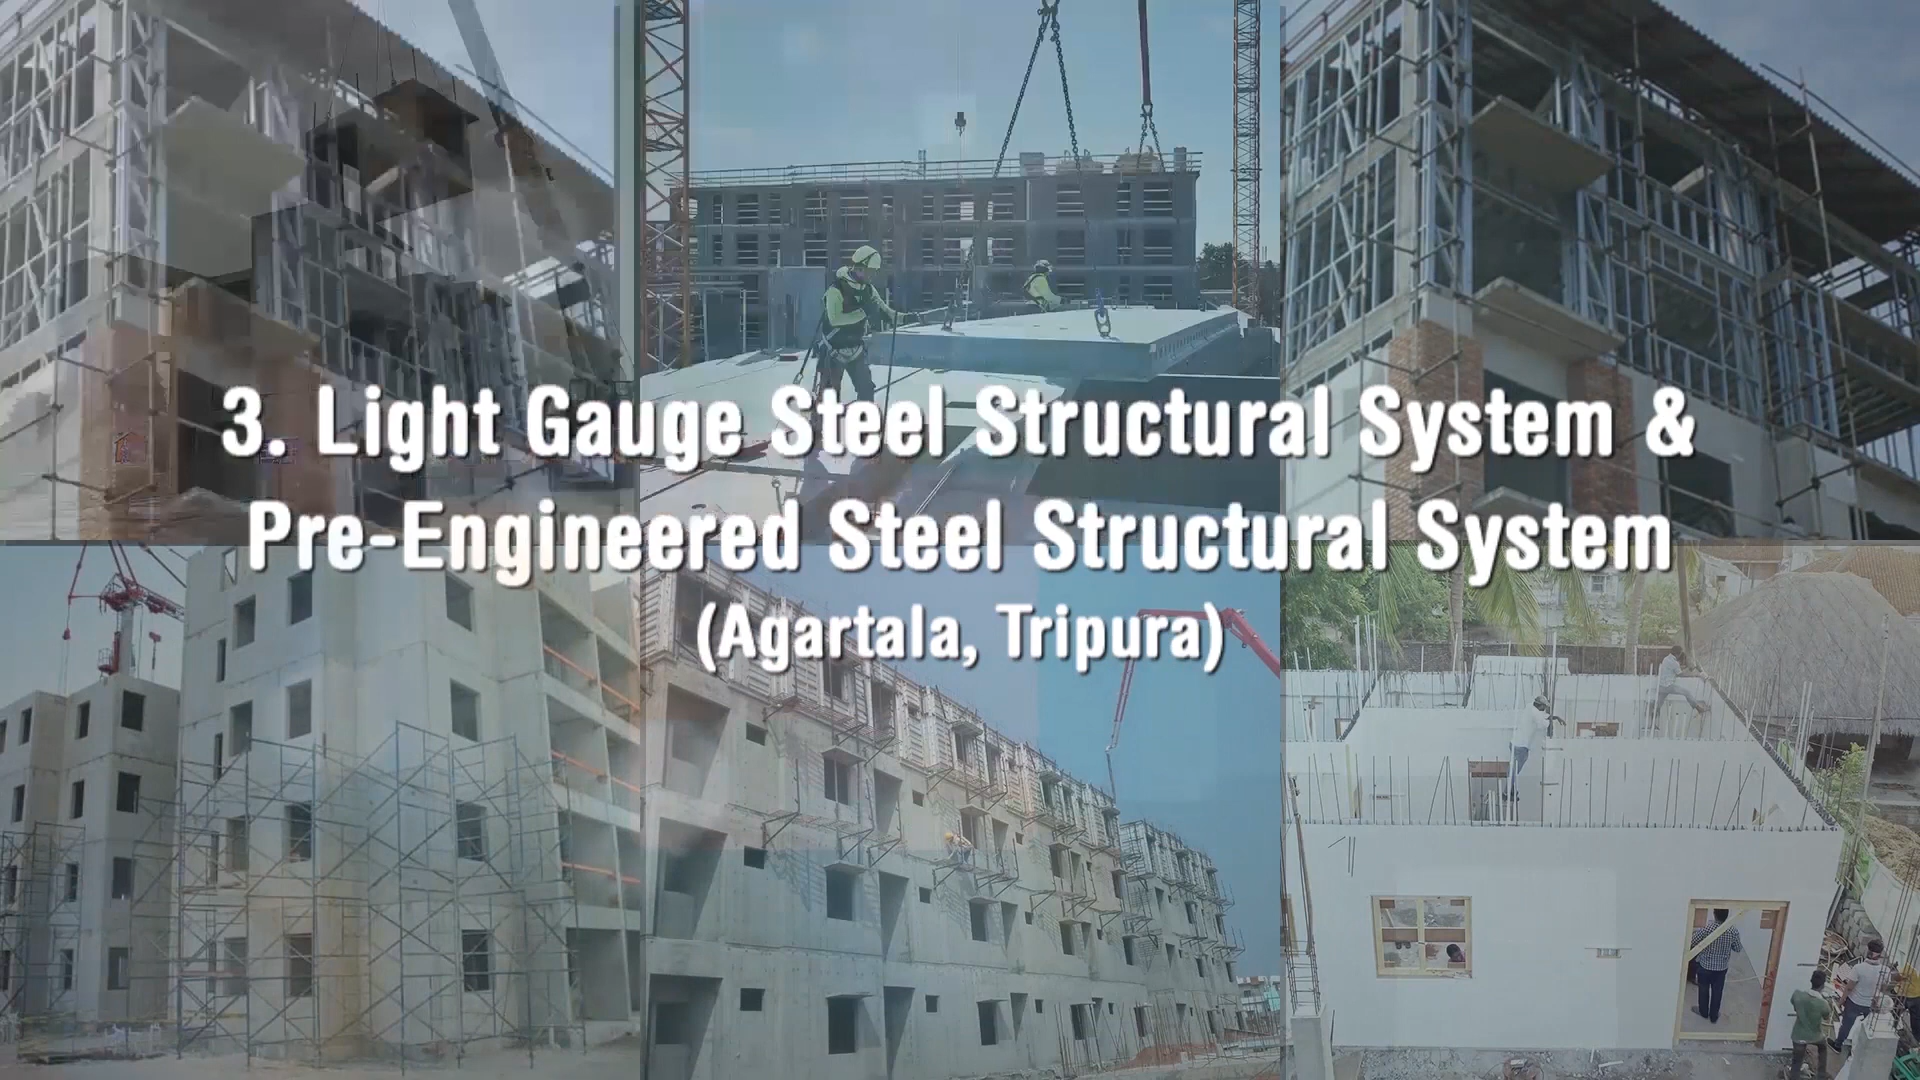 3. Light Gauge Steel Structural System &
Pre-Engineered Steel Structural System
(Agartala, Tripura)